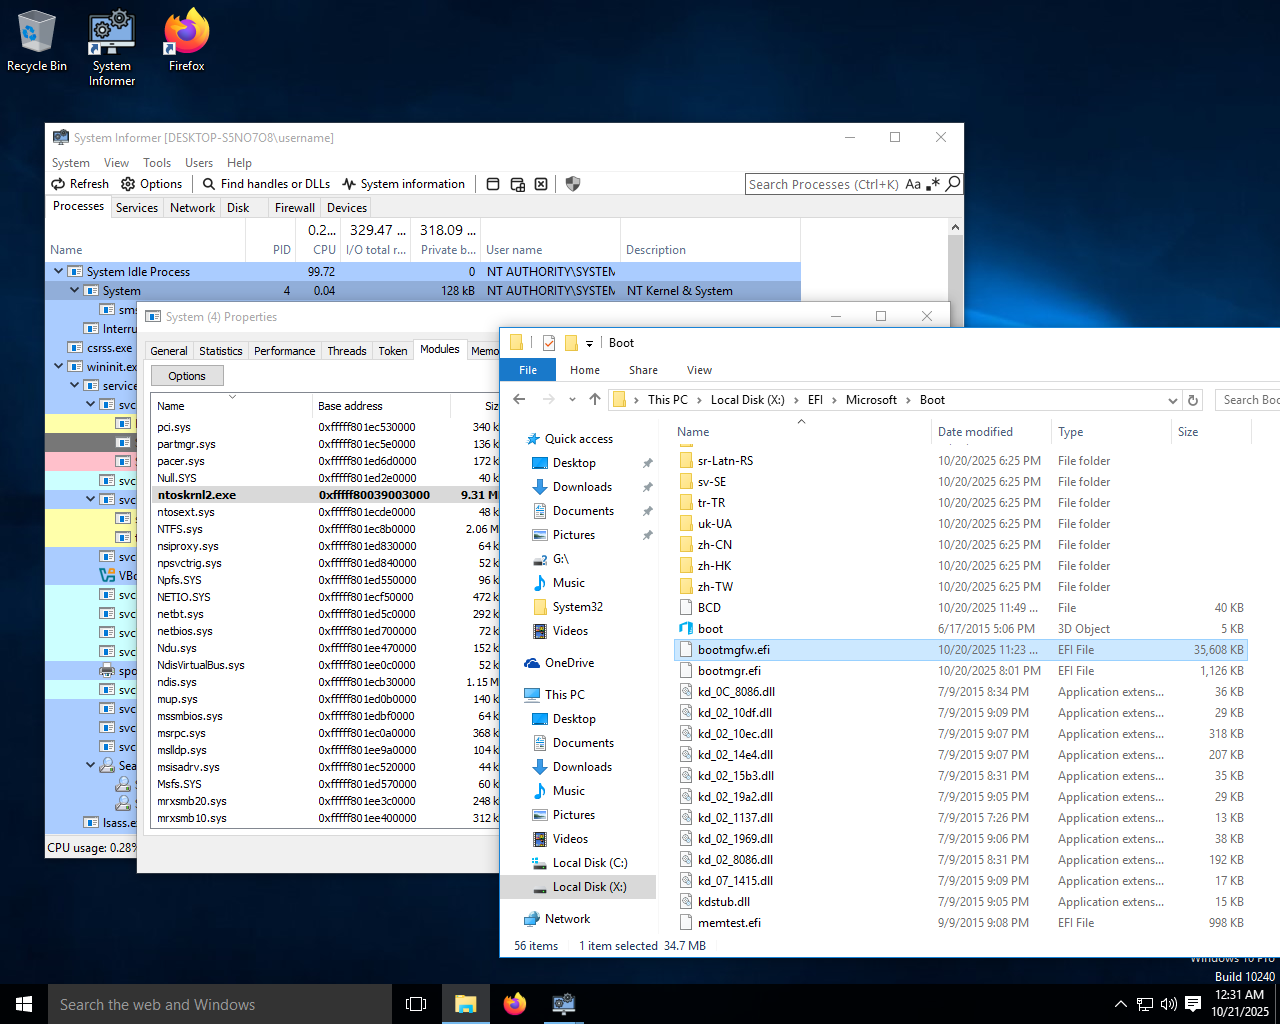 Recycle Bin
System Informer
Firefox
System Informer [DESKTOP-S5NO7O8\username]
System View Tools Users Help
Refresh Options Find handles or DLLs System information Search Processes (Ctrl+K) Aa .*
Processes Services Network Disk Firewall Devices
0.2... 329.47 ... 318.09 ...
Name PID CPU I/O total r... Private b... User name Description
System Idle Process 99.72 0 NT AUTHORITY\SYSTEM
System 4 0.04 128 kB NT AUTHORITY\SYSTEM NT Kernel & System
sms
Interru
csrss.exe
wininit.ex
service
svc
svc
svc
svc
VBo
svc
svc
svc
svc
spo
svc
svc
svc
svc
Sea
lsass.e
CPU usage: 0.28%
System (4) Properties
General Statistics Performance Threads Token Modules Memo
Options
Name Base address Siz
pci.sys 0xfffff801ec530000 340 k
partmgr.sys 0xfffff801ec5e0000 136 k
pacer.sys 0xfffff801ed6d0000 172 k
Null.SYS 0xfffff801ed2e0000 40 k
ntoskrnl2.exe 0xfffff80039003000 9.31 M
ntosext.sys 0xfffff801ecde0000 48 k
NTFS.sys 0xfffff801ec8b0000 2.06 M
nsiproxy.sys 0xfffff801ed830000 64 k
npsvctrig.sys 0xfffff801ed840000 52 k
Npfs.SYS 0xfffff801ed550000 96 k
NETIO.SYS 0xfffff801ecf50000 472 k
netbt.sys 0xfffff801ed5c0000 292 k
netbios.sys 0xfffff801ed700000 72 k
Ndu.sys 0xfffff801ee470000 152 k
NdisVirtualBus.sys 0xfffff801ee0c0000 52 k
ndis.sys 0xfffff801ecb30000 1.15 M
mup.sys 0xfffff801ed0b0000 140 k
mssmbios.sys 0xfffff801edbf0000 64 k
msrpc.sys 0xfffff801ec0a0000 368 k
mslldp.sys 0xfffff801ee9a0000 104 k
msisadrv.sys 0xfffff801ec520000 44 k
Msfs.SYS 0xfffff801ed570000 60 k
mrxsmb20.sys 0xfffff801ee3c0000 248 k
mrxsmb10.sys 0xfffff801ee400000 312 k
Boot
File Home Share View
This PC Local Disk (X:) EFI Microsoft Boot Search Boo
Quick access
Desktop
Downloads
Documents
Pictures
G:\
Music
System32
Videos
OneDrive
This PC
Desktop
Documents
Downloads
Music
Pictures
Videos
Local Disk (C:)
Local Disk (X:)
Network
Name Date modified Type Size
sr-Latn-RS 10/20/2025 6:25 PM File folder
sv-SE 10/20/2025 6:25 PM File folder
tr-TR 10/20/2025 6:25 PM File folder
uk-UA 10/20/2025 6:25 PM File folder
zh-CN 10/20/2025 6:25 PM File folder
zh-HK 10/20/2025 6:25 PM File folder
zh-TW 10/20/2025 6:25 PM File folder
BCD 10/20/2025 11:49 ... File 40 KB
boot 6/17/2015 5:06 PM 3D Object 5 KB
bootmgfw.efi 10/20/2025 11:23 ... EFI File 35,608 KB
bootmgr.efi 10/20/2025 8:01 PM EFI File 1,126 KB
kd_0C_8086.dll 7/9/2015 8:34 PM Application extens... 36 KB
kd_02_10df.dll 7/9/2015 9:09 PM Application extens... 29 KB
kd_02_10ec.dll 7/9/2015 9:07 PM Application extens... 318 KB
kd_02_14e4.dll 7/9/2015 9:07 PM Application extens... 207 KB
kd_02_15b3.dll 7/9/2015 8:31 PM Application extens... 35 KB
kd_02_19a2.dll 7/9/2015 9:05 PM Application extens... 29 KB
kd_02_1137.dll 7/9/2015 7:26 PM Application extens... 13 KB
kd_02_1969.dll 7/9/2015 9:06 PM Application extens... 38 KB
kd_02_8086.dll 7/9/2015 8:31 PM Application extens... 192 KB
kd_07_1415.dll 7/9/2015 9:09 PM Application extens... 17 KB
kdstub.dll 7/9/2015 9:05 PM Application extens... 15 KB
memtest.efi 9/9/2015 9:08 PM EFI File 998 KB
56 items 1 item selected 34.7 MB
Windows 10 Pro
Build 10240
Search the web and Windows
12:31 AM
10/21/2025